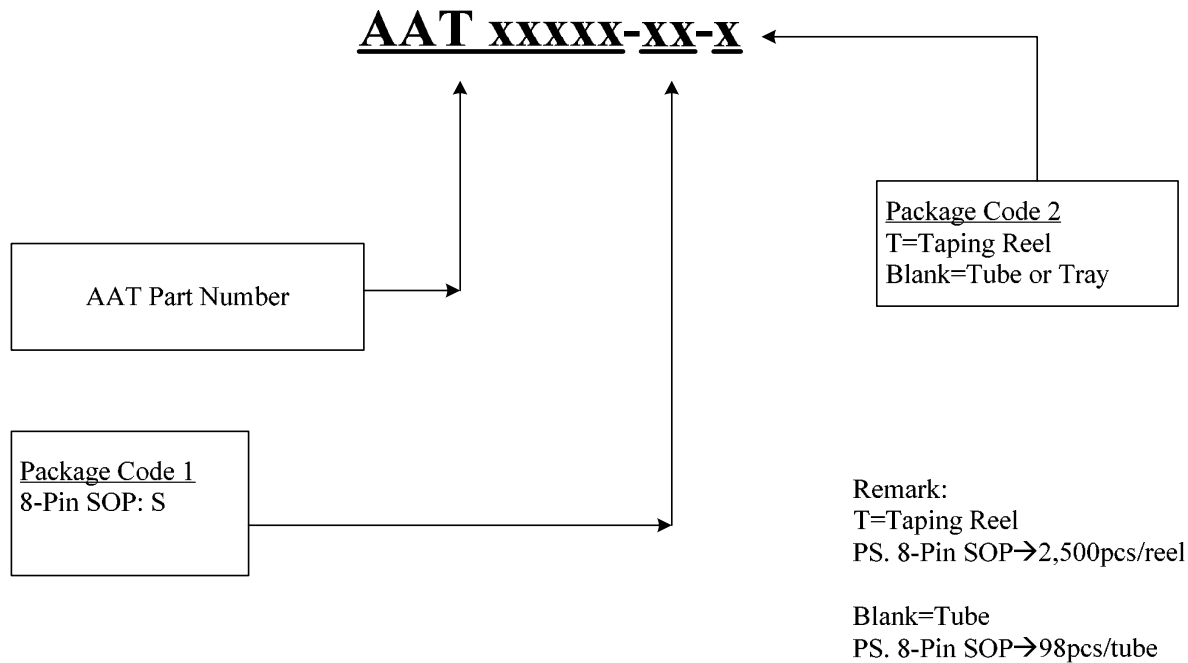 AAT xxxxx-xx-x
Package Code 2
T=Taping Reel
Blank=Tube or Tray
AAT Part Number
Package Code 1
8-Pin SOP: S
Remark:
T=Taping Reel
PS. 8-Pin SOP→2,500pcs/reel
Blank=Tube
PS. 8-Pin SOP→98pcs/tube